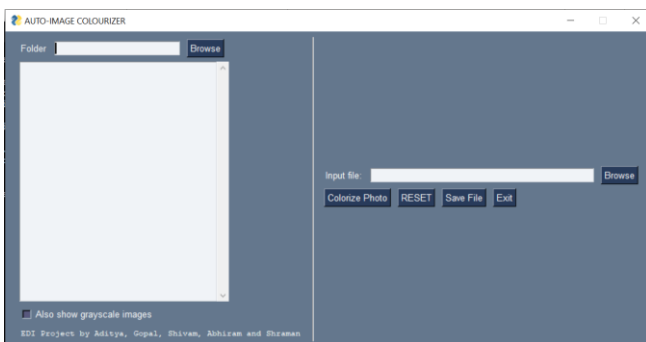 AUTO-IMAGE COLOURIZER
Folder
Browse
Input file:
Browse
Colorize Photo
RESET
Save File
Exit
Also show grayscale images
EDI Project by Aditya, Gopal, Shivam, Abhiram and Shraman